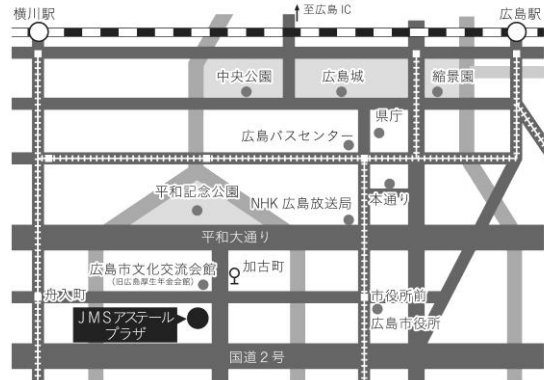 横川駅
至広島IC
広島駅
中央公園
広島城
縮景園
県庁
広島バスセンター
平和記念公園
NHK 広島放送局
本通り
平和大通り
広島市文化交流会館
(旧広島厚生年金会館)
加古町
舟入町
市役所前
JMSアステール
プラザ
広島市役所
国道2号